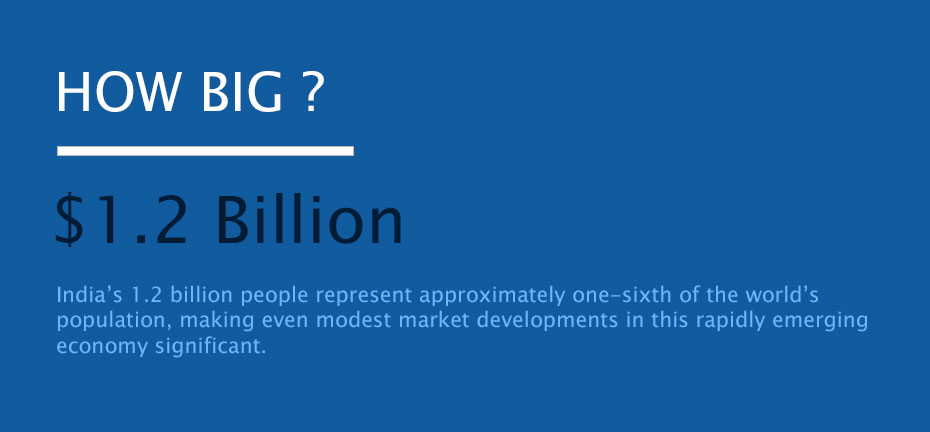 HOW BIG ?
$1.2 Billion
India’s 1.2 billion people represent approximately one-sixth of the world’s
population, making even modest market developments in this rapidly emerging
economy significant.